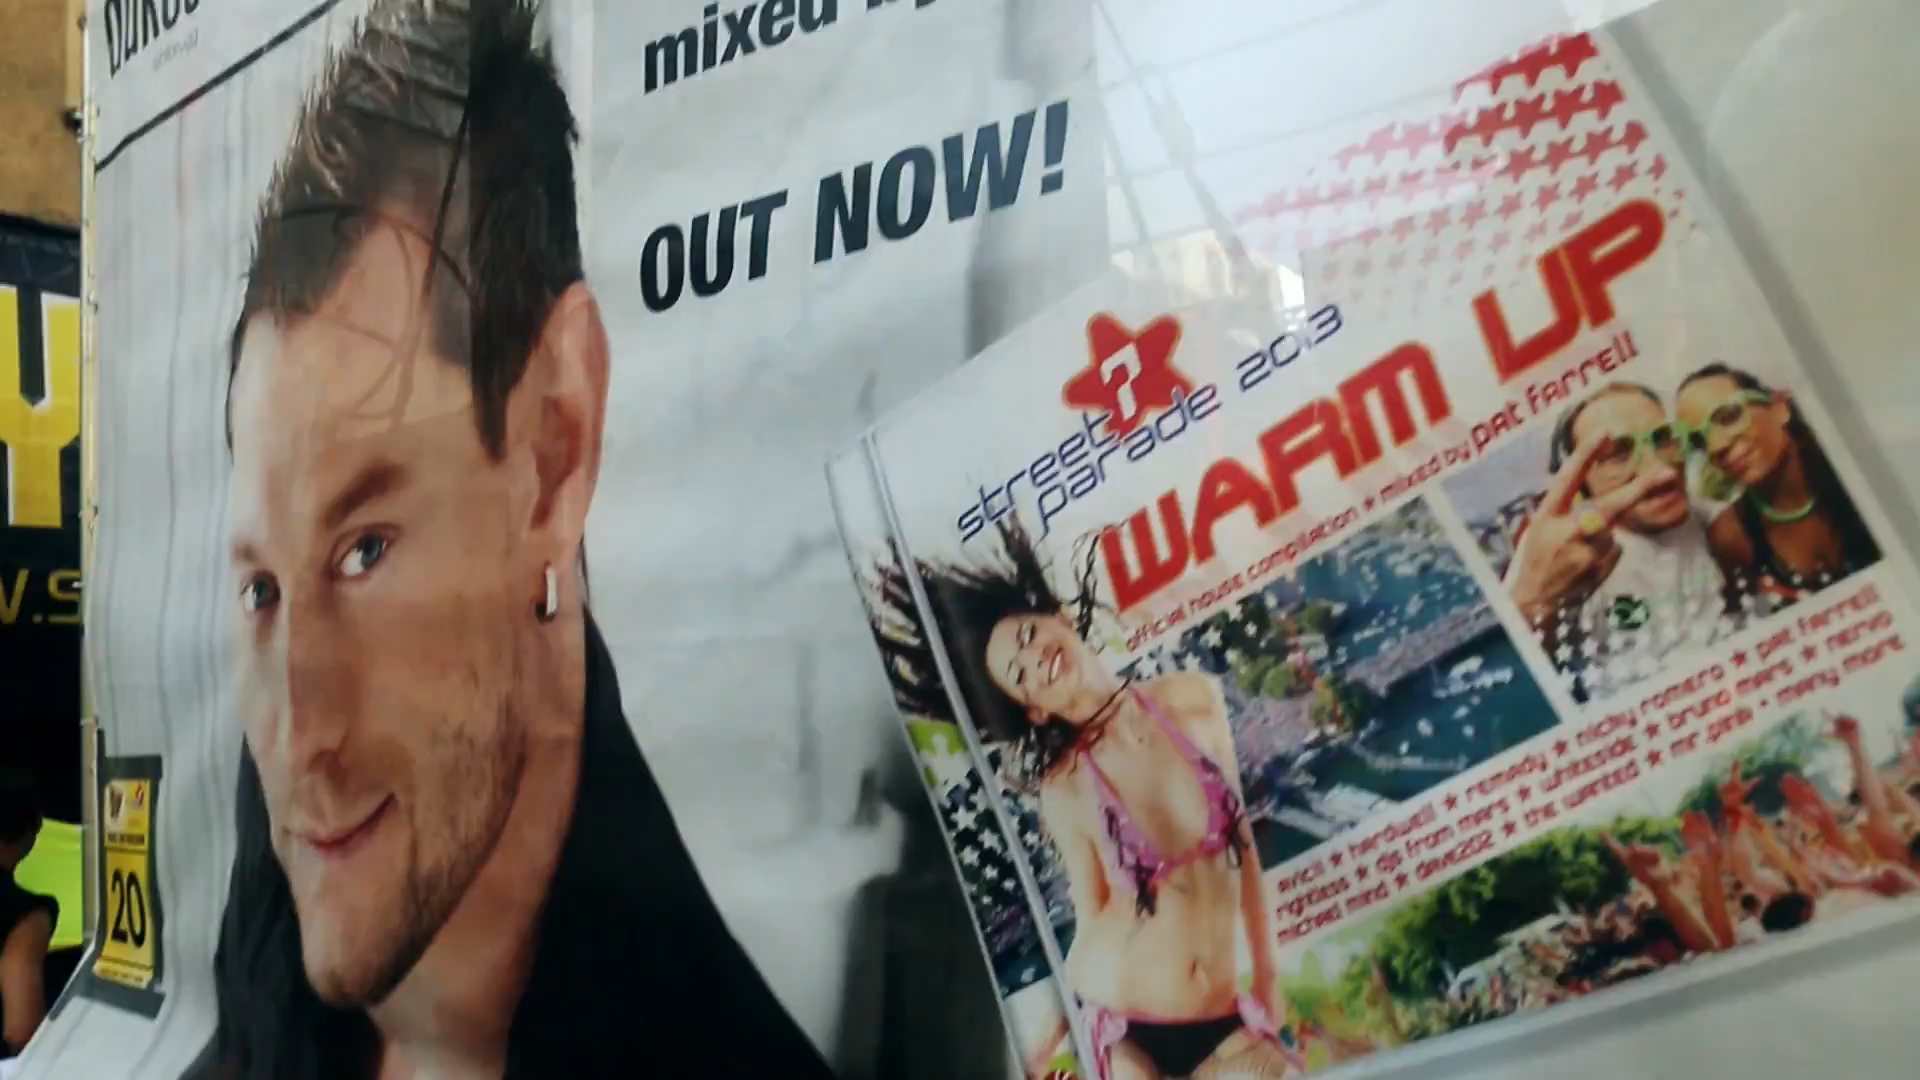 mixed
OUT NOW!
street parade 2013
WARM UP
official house compilation ★ mixed by Pat Farrell
avicii ★ hardwell ★ remady ★ nicky romero ★ pat farrell
rightless ★ djs from mars ★ whiteside ★ bruno mars ★ nervo
michael mind ★ dave202 ★ the wanted ★ mr.pink • many more
Y
W.S
20